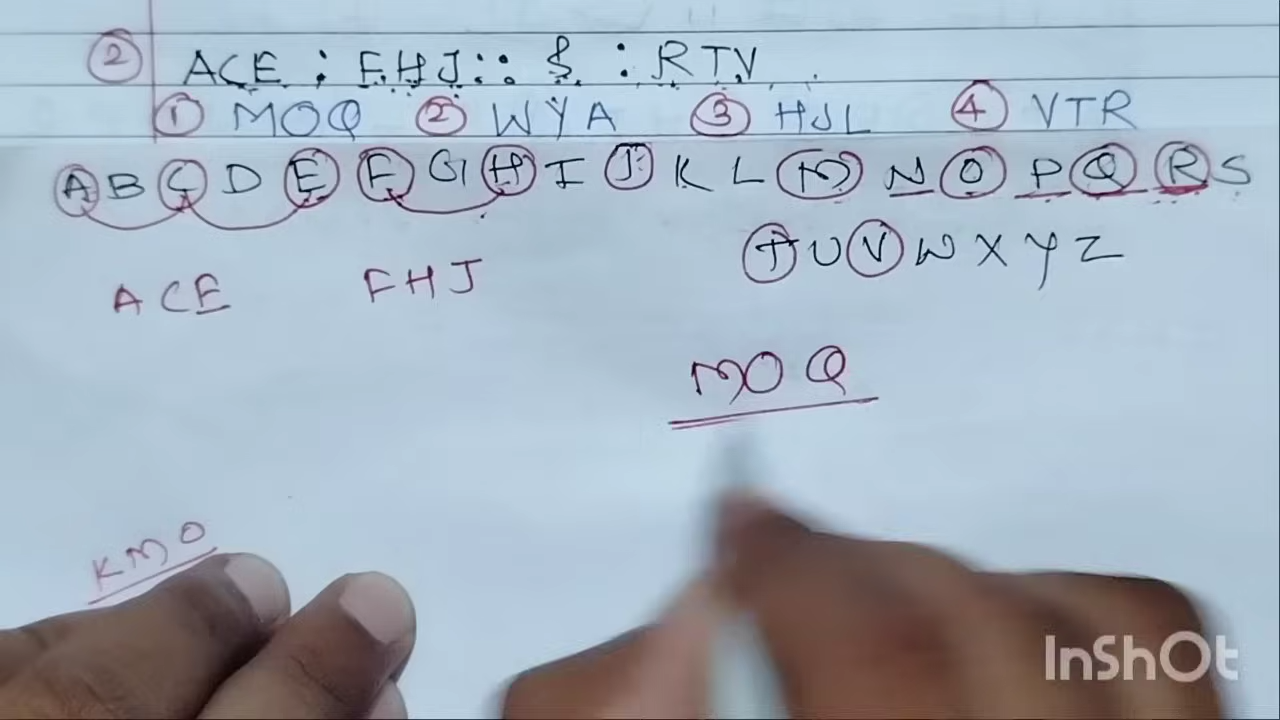 ② ACE : FHJ :: ? : RTV
① MOQ ② WYA ③ HJL ④ VTR
A B C D E F G H I J K L M N O P Q R S
T U V W X Y Z
ACE FHJ
MOQ
KMO
InShOt